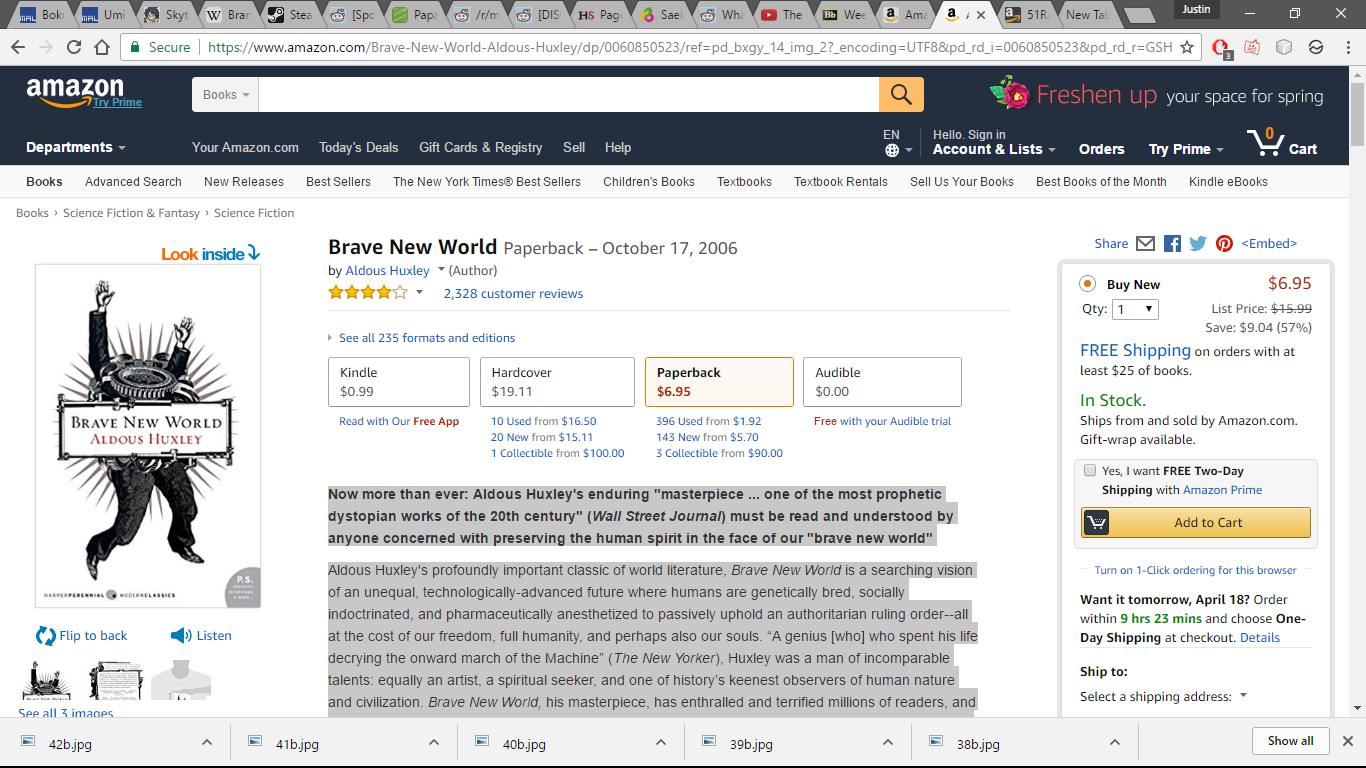 Boku
Umi
Skyt
Bran
Stea
[Spo
Papa
/r/m
[DIS
Pag
Sael
Wha
The
Wee
Ama
A
51R
New Tab
Justin
Secure
https://www.amazon.com/Brave-New-World-Aldous-Huxley/dp/0060850523/ref=pd_bxgy_14_img_2?_encoding=UTF8&pd_rd_i=0060850523&pd_rd_r=GSH
3
amazon
Try Prime
Books
Freshen up your space for spring
Departments
Your Amazon.com Today's Deals Gift Cards & Registry Sell Help
EN
Hello. Sign in
Account & Lists
Orders
Try Prime
0
Cart
Books Advanced Search New Releases Best Sellers The New York Times® Best Sellers Children's Books Textbooks Textbook Rentals Sell Us Your Books Best Books of the Month Kindle eBooks
Books › Science Fiction & Fantasy › Science Fiction
Look inside
BRAVE NEW WORLD
ALDOUS HUXLEY
P.S.
HARPERPERENNIAL MODERNCLASSICS
Flip to back
Listen
See all 3 images
Brave New World Paperback – October 17, 2006
by Aldous Huxley (Author)
2,328 customer reviews
See all 235 formats and editions
Kindle
$0.99
Read with Our Free App
Hardcover
$19.11
10 Used from $16.50
20 New from $15.11
1 Collectible from $100.00
Paperback
$6.95
396 Used from $1.92
143 New from $5.70
3 Collectible from $90.00
Audible
$0.00
Free with your Audible trial
Now more than ever: Aldous Huxley's enduring "masterpiece ... one of the most prophetic
dystopian works of the 20th century" (Wall Street Journal) must be read and understood by
anyone concerned with preserving the human spirit in the face of our "brave new world"
Aldous Huxley's profoundly important classic of world literature, Brave New World is a searching vision
of an unequal, technologically-advanced future where humans are genetically bred, socially
indoctrinated, and pharmaceutically anesthetized to passively uphold an authoritarian ruling order--all
at the cost of our freedom, full humanity, and perhaps also our souls. “A genius [who] who spent his life
decrying the onward march of the Machine” (The New Yorker), Huxley was a man of incomparable
talents: equally an artist, a spiritual seeker, and one of history’s keenest observers of human nature
and civilization. Brave New World, his masterpiece, has enthralled and terrified millions of readers, and
Share
<Embed>
Buy New
$6.95
Qty: 1
List Price: $15.99
Save: $9.04 (57%)
FREE Shipping on orders with at
least $25 of books.
In Stock.
Ships from and sold by Amazon.com.
Gift-wrap available.
Yes, I want FREE Two-Day
Shipping with Amazon Prime
Add to Cart
Turn on 1-Click ordering for this browser
Want it tomorrow, April 18? Order
within 9 hrs 23 mins and choose One-
Day Shipping at checkout. Details
Ship to:
Select a shipping address:
42b.jpg
41b.jpg
40b.jpg
39b.jpg
38b.jpg
Show all